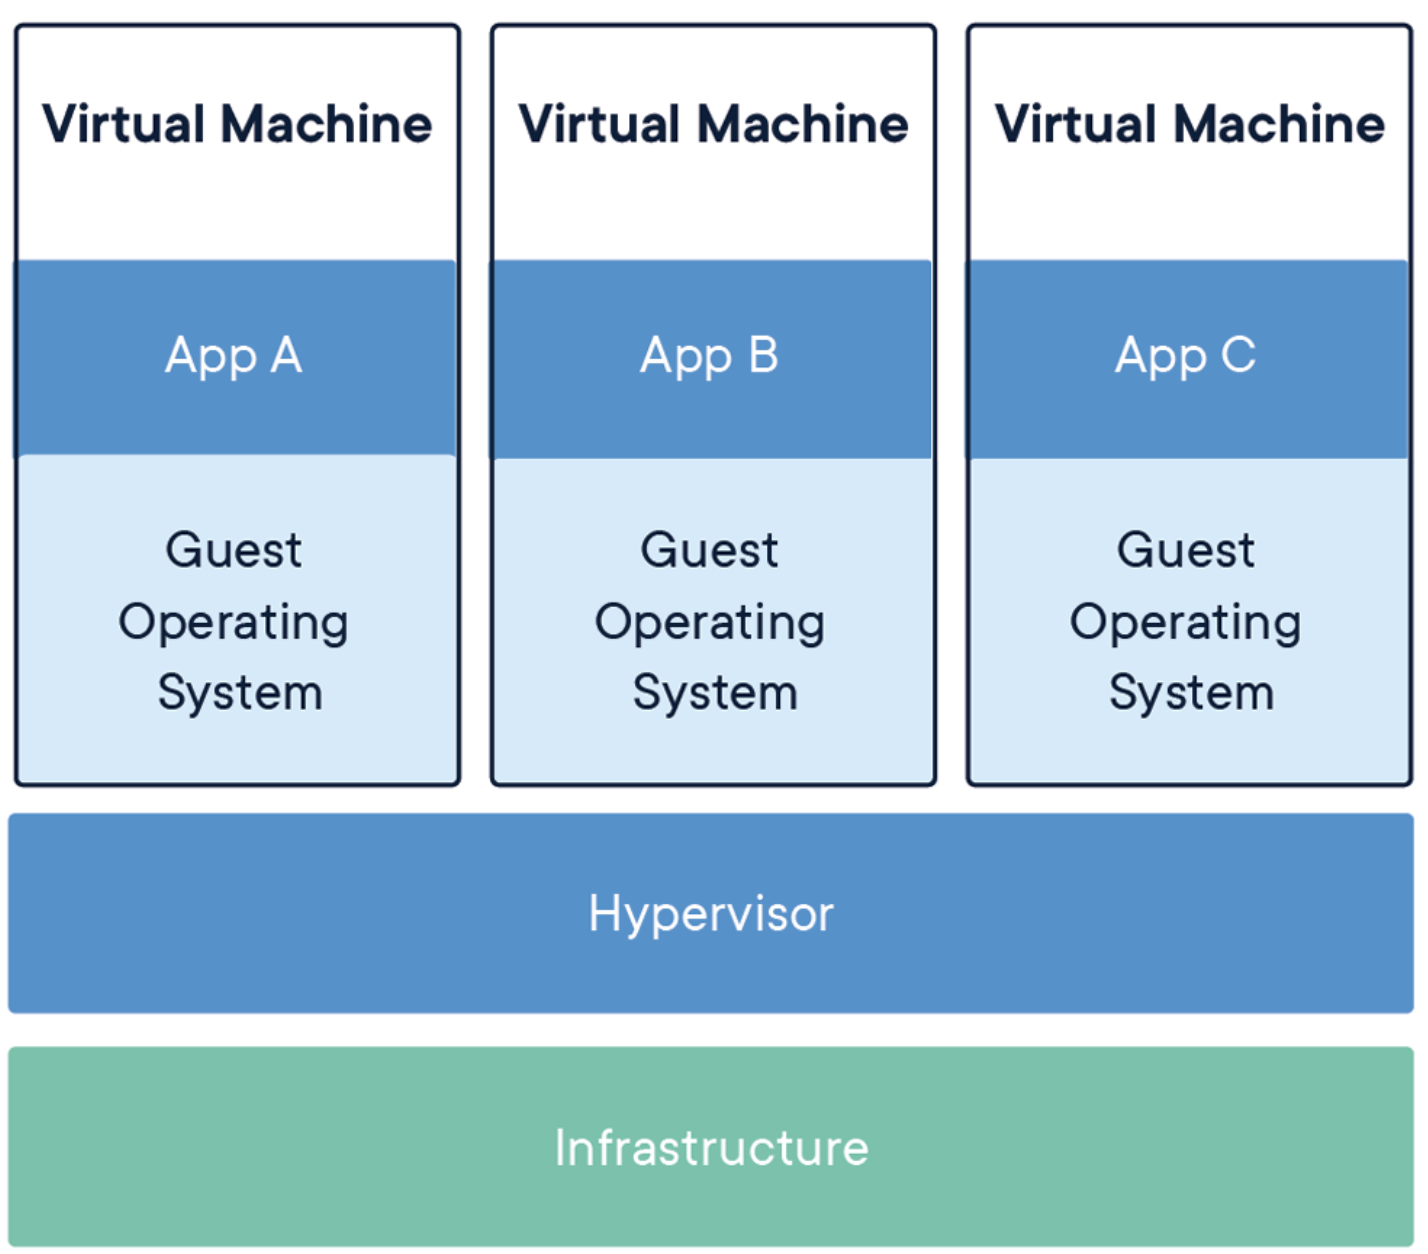 Virtual Machine
Virtual Machine
Virtual Machine
App A
App B
App C
Guest
Operating
System
Guest
Operating
System
Guest
Operating
System
Hypervisor
Infrastructure